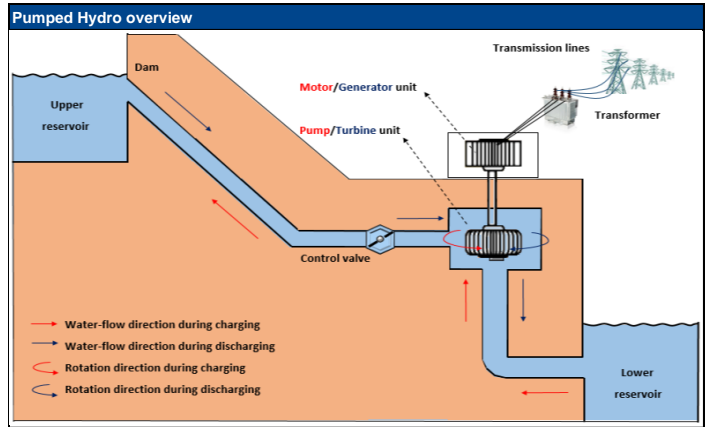 Pumped Hydro overview
Transmission lines
Dam
Motor/Generator unit
Upper
reservoir
Transformer
Pump/Turbine unit
Control valve
Water-flow direction during charging
Water-flow direction during discharging
Rotation direction during charging
Rotation direction during discharging
Lower
reservoir